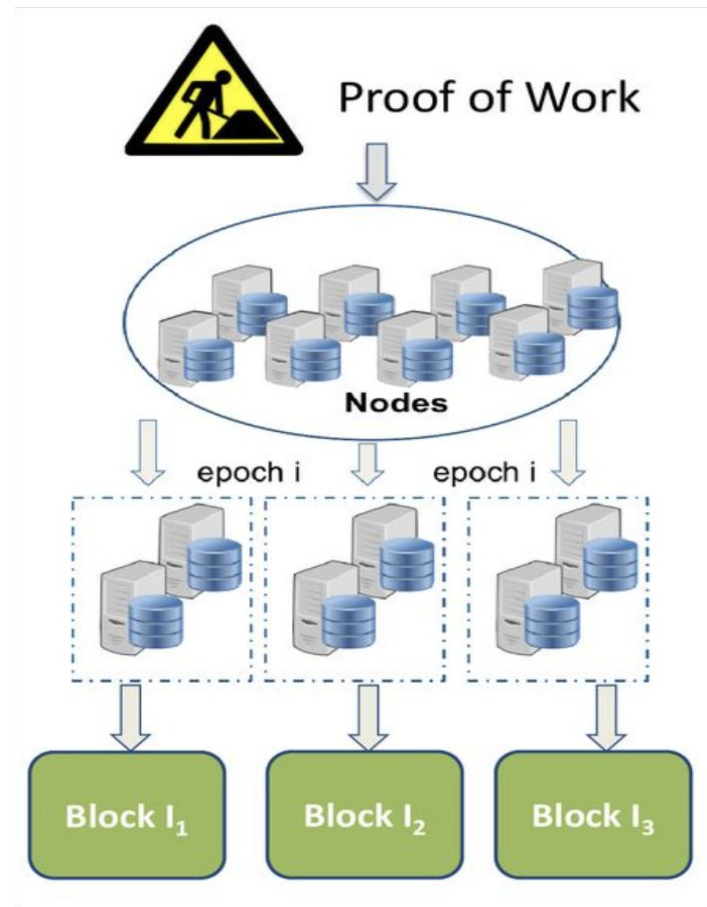 Proof of Work
Nodes
epoch i epoch i
Block I₁ Block I₂ Block I₃